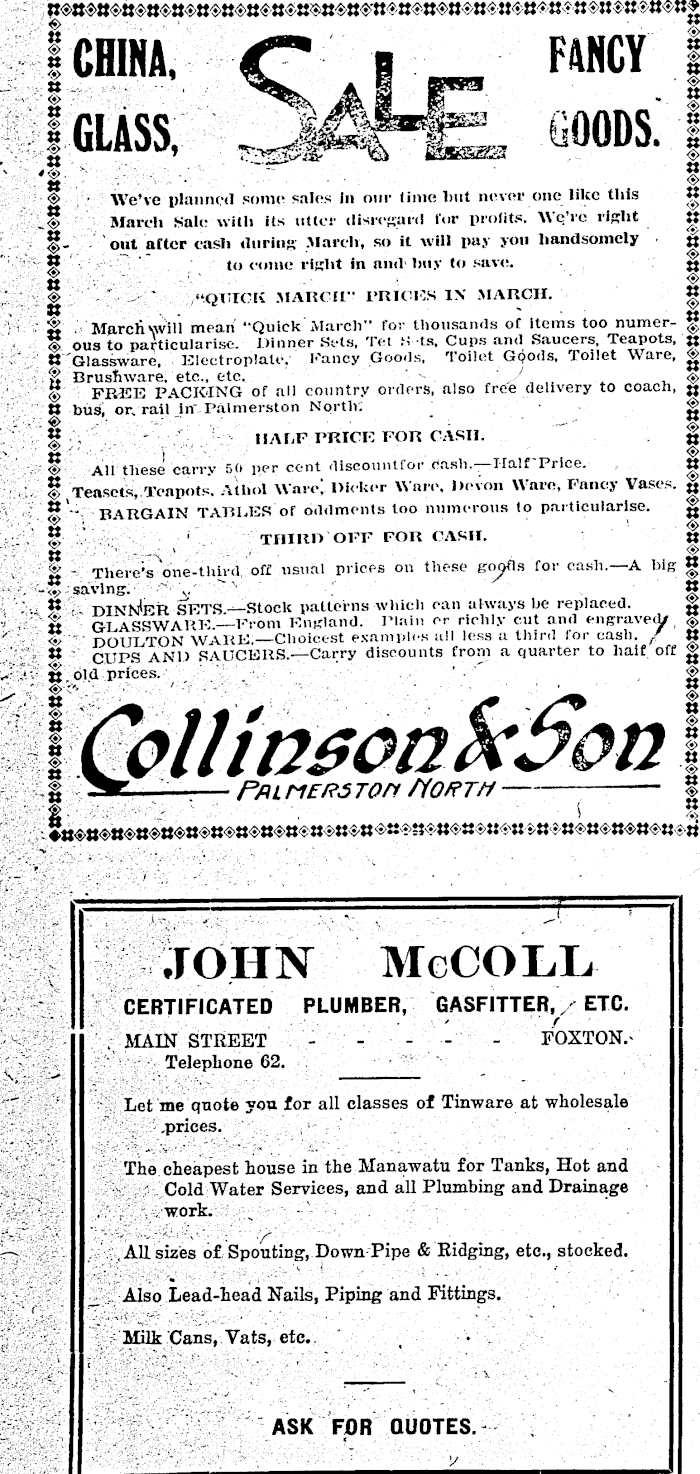 CHINA, SALE FANCY
GLASS, GOODS.
We've planned some sales in our time but never one like this
March Sale with its utter disregard for profits. We're right
out after cash during March, so it will pay you handsomely
to come right in and buy to save.
"QUICK MARCH" PRICES IN MARCH.
March will mean "Quick March" for thousands of items too numer-
ous to particularise. Dinner Sets, Tet S ts, Cups and Saucers, Teapots,
Glassware, Electroplate, Fancy Goods, Toilet Goods, Toilet Ware,
Brushware, etc., etc.
FREE PACKING of all country orders, also free delivery to coach,
bus, or rail in Palmerston North.
HALF PRICE FOR CASH.
All these carry 50 per cent discountfor cash.—Half Price.
Teasets, Teapots, Athol Ware, Dicker Ware, Devon Ware, Fancy Vases.
BARGAIN TABLES of oddments too numerous to particularise.
THIRD OFF FOR CASH.
There's one-third off usual prices on these goods for cash.—A big
saving.
DINNER SETS.—Stock patterns which can always be replaced.
GLASSWARE.—From England. Plain or richly cut and engraved,
DOULTON WARE.—Choicest examples all less a third for cash.
CUPS AND SAUCERS.—Carry discounts from a quarter to half off
old prices.
Collinson & Son
PALMERSTON NORTH
JOHN McCOLL
CERTIFICATED PLUMBER, GASFITTER, ETC.
MAIN STREET - - - - - FOXTON.
Telephone 62.
Let me quote you for all classes of Tinware at wholesale
prices.
The cheapest house in the Manawatu for Tanks, Hot and
Cold Water Services, and all Plumbing and Drainage
work.
All sizes of Spouting, Down-Pipe & Ridging, etc., stocked.
Also Lead-head Nails, Piping and Fittings.
Milk Cans, Vats, etc.
ASK FOR QUOTES.